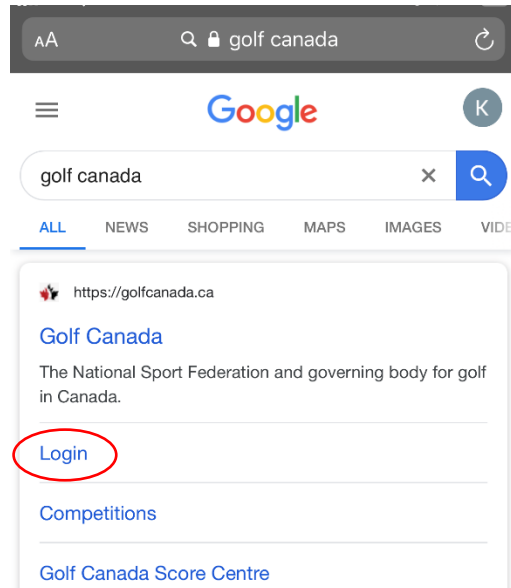 AA golf canada
Google K
golf canada
ALL NEWS SHOPPING MAPS IMAGES
https://golfcanada.ca
Golf Canada
The National Sport Federation and governing body for golf
in Canada.
Login
Competitions
Golf Canada Score Centre